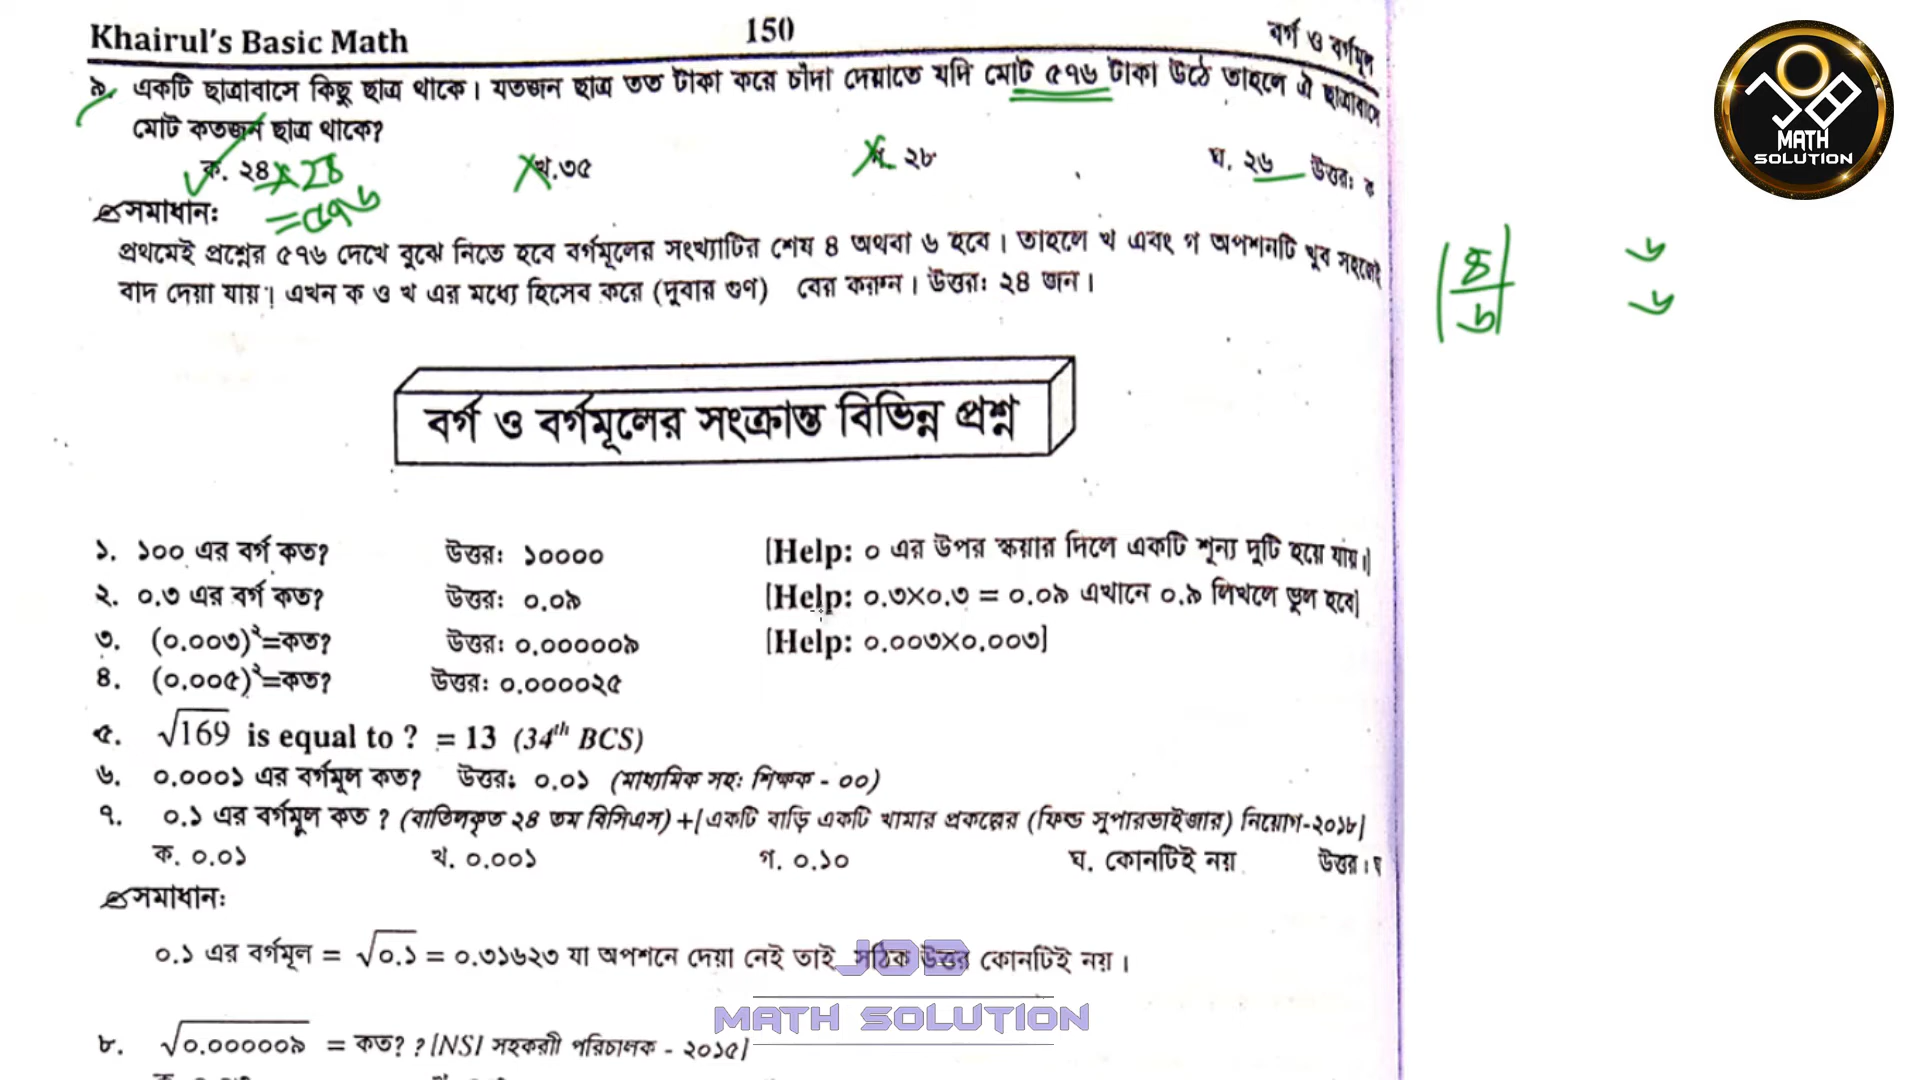 Khairul's Basic Math 150 বর্গ ও বর্গমূল
৯. একটি ছাত্রাবাসে কিছু ছাত্র থাকে। যতজন ছাত্র তত টাকা করে চাঁদা দেয়াতে যদি মোট ৫৭৬ টাকা উঠে তাহলে ঐ ছাত্রাবাসে
মোট কতজন ছাত্র থাকে?
ক. ২৪ খ.৩৫ গ. ২৮ ঘ. ২৬ উত্তর: ক
= ৫৭৬
সমাধান:
প্রথমেই প্রশ্নের ৫৭৬ দেখে বুঝে নিতে হবে বর্গমূলের সংখ্যাটির শেষ ৪ অথবা ৬ হবে। তাহলে খ এবং গ অপশনটি খুব সহজেই
বাদ দেয়া যায়। এখন ক ও খ এর মধ্যে হিসেব করে (দুবার গুণ) বের করুন। উত্তর: ২৪ জন।
৪
৬
৬
৬
বর্গ ও বর্গমূলের সংক্রান্ত বিভিন্ন প্রশ্ন
১. ১০০ এর বর্গ কত? উত্তর: ১০০০০ [Help: ০ এর উপর স্কয়ার দিলে একটি শূন্য দুটি হয়ে যায়।]
২. ০.৩ এর বর্গ কত? উত্তর: ০.০৯ [Help: ০.৩×০.৩ = ০.০৯ এখানে ০.৯ লিখলে ভুল হবে]
৩. (০.০০৩)²=কত? উত্তর: ০.০০০০০৯ [Help: ০.০০৩×০.০০৩]
৪. (০.০০৫)²=কত? উত্তর: ০.০০০০২৫
৫. √169 is equal to ? = 13 (34th BCS)
৬. ০.০০০১ এর বর্গমূল কত? উত্তর: ০.০১ (মাধ্যমিক সহ: শিক্ষক - ০০)
৭. ০.১ এর বর্গমূল কত ? (বাতিলকৃত ২৪ তম বিসিএস)+[একটি বাড়ি একটি খামার প্রকল্পের (ফিল্ড সুপারভাইজার) নিয়োগ-২০১৮]
ক. ০.০১ খ. ০.০০১ গ. ০.১০ ঘ. কোনটিই নয় উত্তর: ঘ
সমাধান:
০.১ এর বর্গমূল = √০.১ = ০.৩১৬২৩ যা অপশনে দেয়া নেই তাই সঠিক উত্তর কোনটিই নয়।
৮. √০.০০০০০৯ = কত? ? [NSI সহকারী পরিচালক - ২০১৫]
JOB
MATH SOLUTION
MATH
SOLUTION